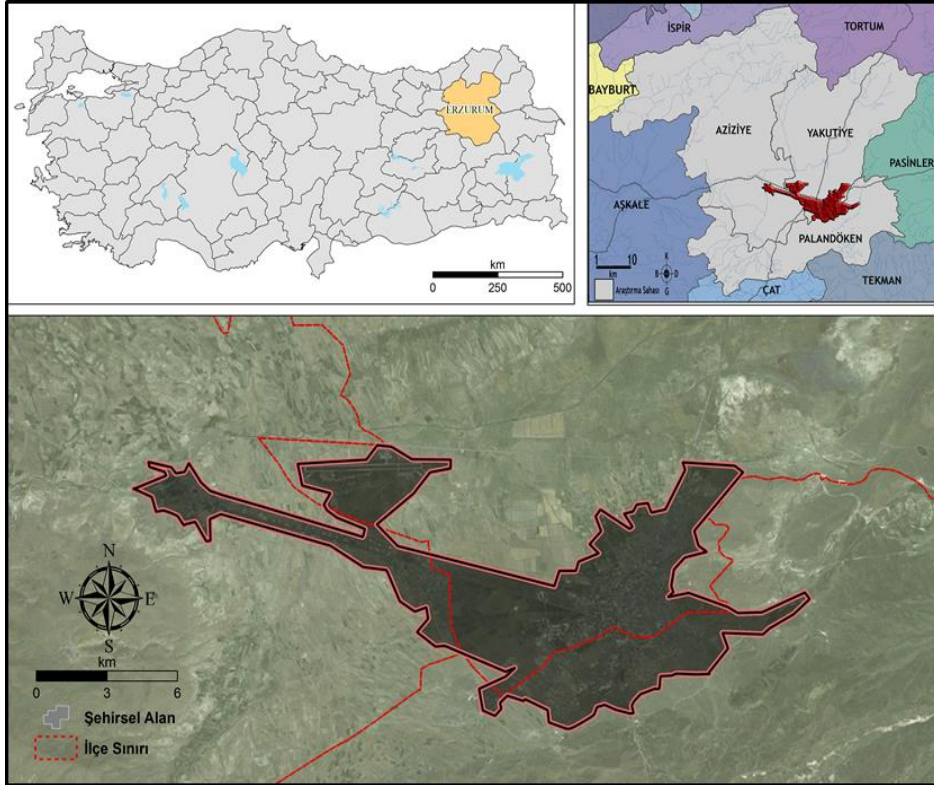 ERZURUM
km
0 250 500
İSPİR
TORTUM
BAYBURT
AZİZİYE
YAKUTİYE
PASİNLER
AŞKALE
PALANDÖKEN
ÇAT
TEKMAN
1 10
km
K
B D
G
Araştırma Sahası
N
W E
S
km
0 3 6
Şehirsel Alan
İlçe Sınırı